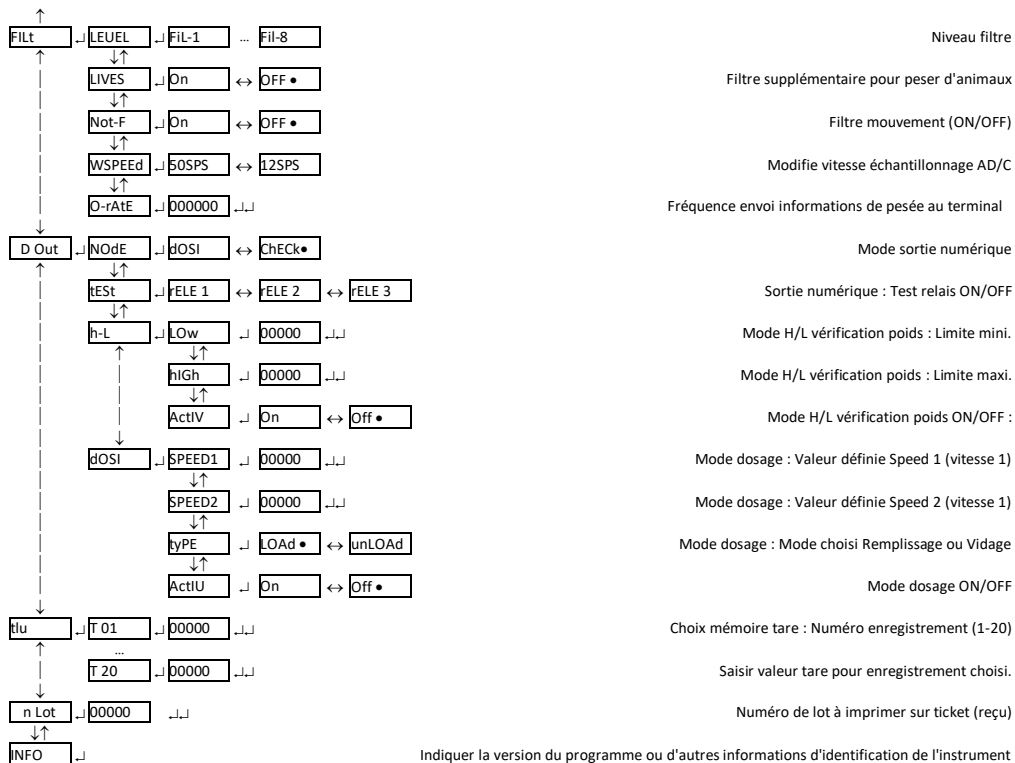 ↑
FILt ↵ LEUEL ↵ FiL-1 … Fil-8 Niveau filtre
↑ ↓↑
LIVES ↵ On ↔ OFF • Filtre supplémentaire pour peser d'animaux
↓↑
Not-F ↵ On ↔ OFF • Filtre mouvement (ON/OFF)
↓↑
WSPEEd ↵ 50SPS ↔ 12SPS Modifie vitesse échantillonnage AD/C
↓↑
O-rAtE ↵ 000000 ↵↵ Fréquence envoi informations de pesée au terminal
↓
D Out ↵ NOdE ↵ dOSI ↔ ChECk• Mode sortie numérique
↑ ↓↑
tESt ↵ rELE 1 ↔ rELE 2 ↔ rELE 3 Sortie numérique : Test relais ON/OFF
↓↑
h-L ↵ LOw ↵ 00000 ↵↵ Mode H/L vérification poids : Limite mini.
↑ ↓↑
hIGh ↵ 00000 ↵↵ Mode H/L vérification poids : Limite maxi.
↓↑
ActIV ↵ On ↔ Off • Mode H/L vérification poids ON/OFF :
↓
dOSI ↵ SPEED1 ↵ 00000 ↵↵ Mode dosage : Valeur définie Speed 1 (vitesse 1)
↓↑
SPEED2 ↵ 00000 ↵↵ Mode dosage : Valeur définie Speed 2 (vitesse 1)
↓↑
tyPE ↵ LOAd • ↔ unLOAd Mode dosage : Mode choisi Remplissage ou Vidage
↓↑
ActIU ↵ On ↔ Off • Mode dosage ON/OFF
↓
tlu ↵ T 01 ↵ 00000 ↵↵ Choix mémoire tare : Numéro enregistrement (1-20)
↑ …
T 20 ↵ 00000 ↵↵ Saisir valeur tare pour enregistrement choisi.
↓
n Lot ↵ 00000 ↵↵ Numéro de lot à imprimer sur ticket (reçu)
↓↑
INFO ↵ Indiquer la version du programme ou d'autres informations d'identification de l'instrument